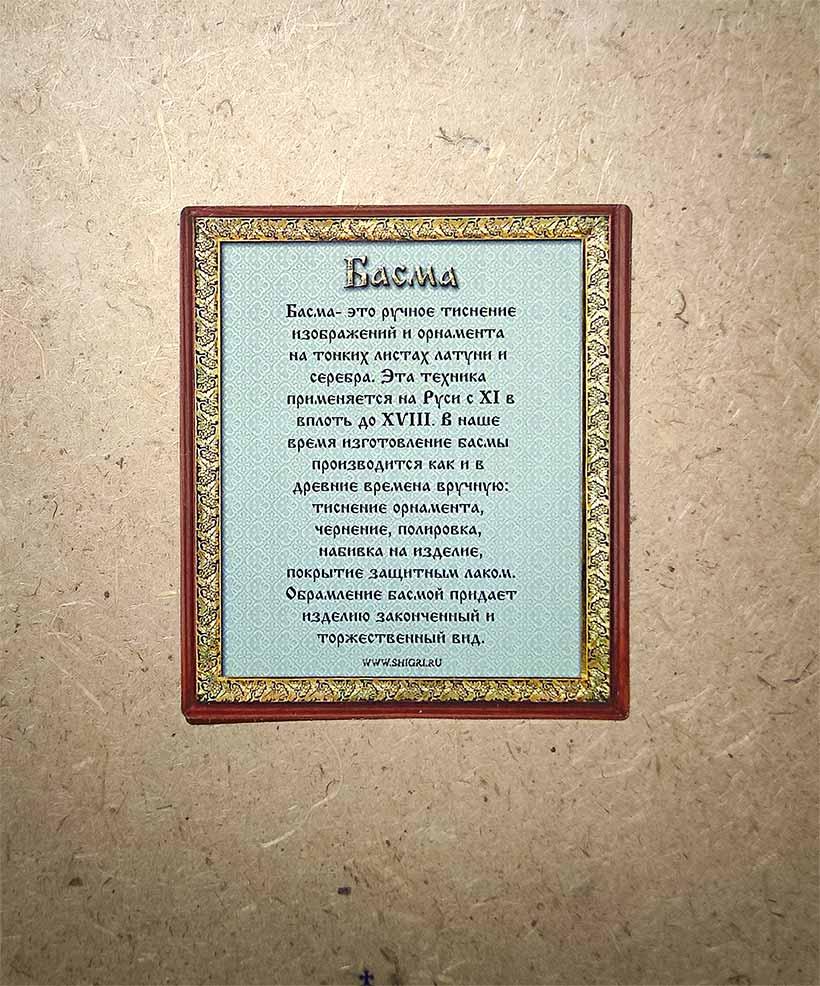 Басма
Басма- это ручное тиснение
изображений и орнамента
на тонких листах латуни и
серебра. Эта техника
применяется на Руси с XI в
вплоть до XVIII. В наше
время изготовление басмы
производится как и в
древние времена вручную:
тиснение орнамента,
чернение, полировка,
набивка на изделие,
покрытие защитным лаком.
Обрамление басмой придает
изделию законченный и
торжественный вид.
WWW.SHIGRI.RU